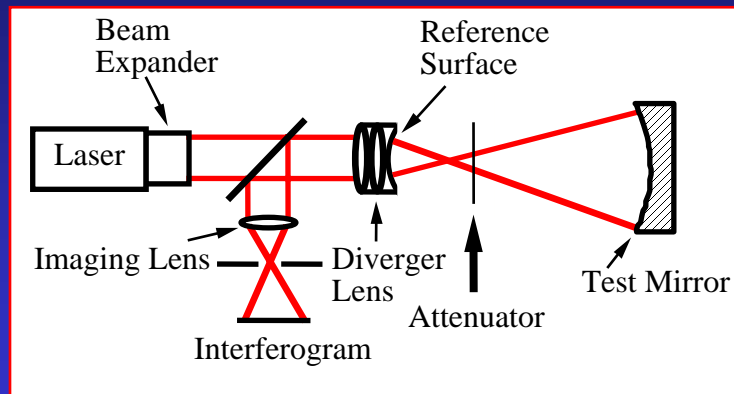 Beam
Expander
Reference
Surface
Laser
Imaging Lens
Diverger
Lens
Test Mirror
Attenuator
Interferogram